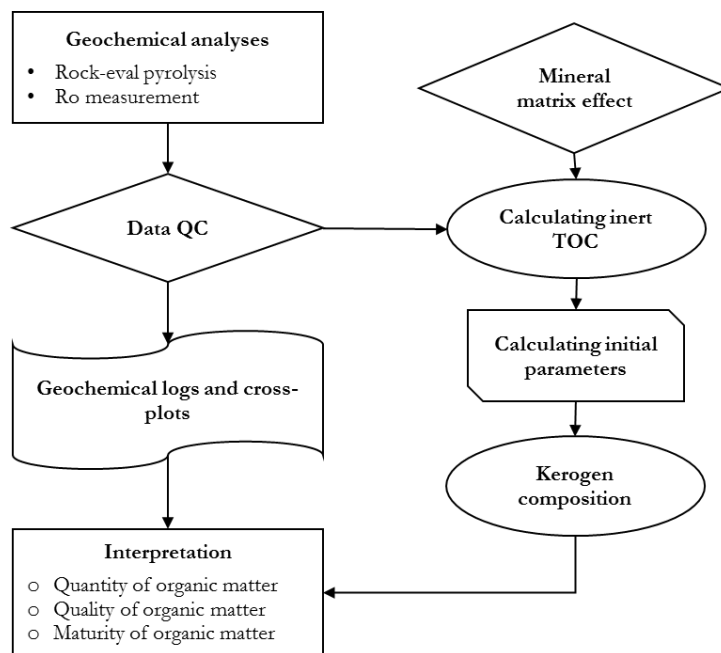 Geochemical analyses
• Rock-eval pyrolysis
• Ro measurement
Mineral
matrix effect
Data QC
Calculating inert
TOC
Geochemical logs and cross-
plots
Calculating initial
parameters
Kerogen
composition
Interpretation
o Quantity of organic matter
o Quality of organic matter
o Maturity of organic matter